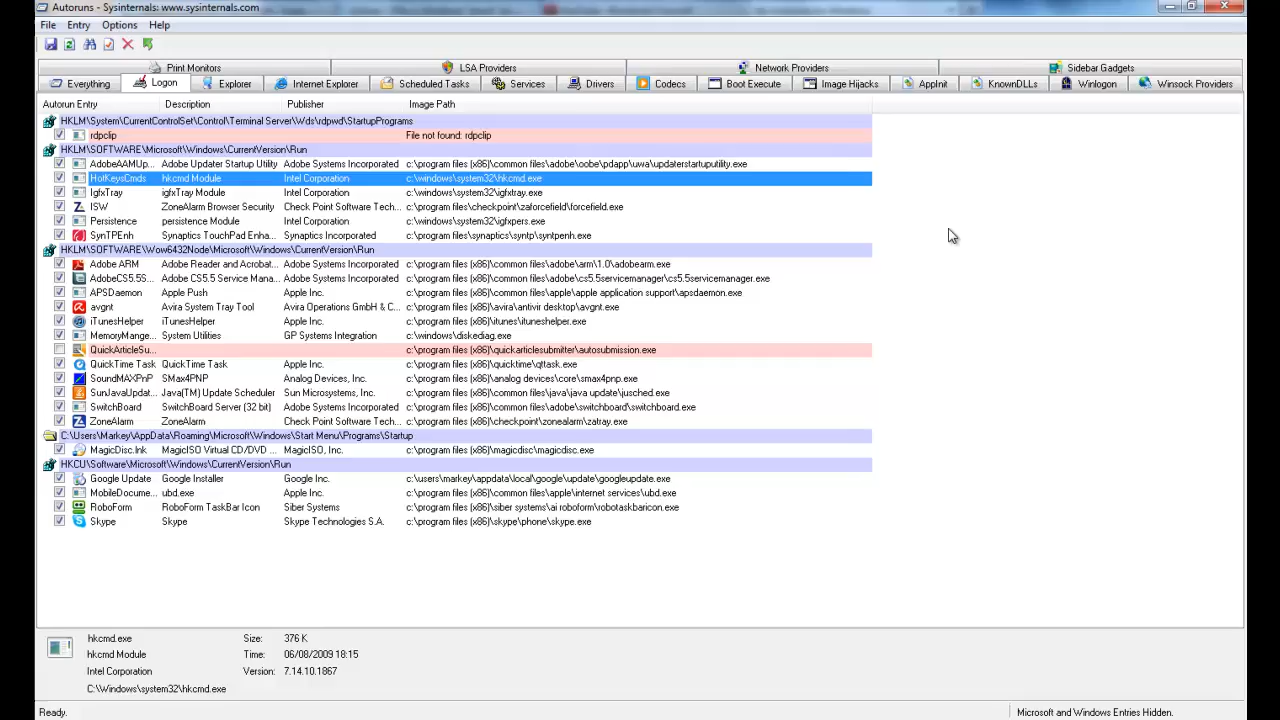 Autoruns - Sysinternals: www.sysinternals.com
File Entry Options Help
Print Monitors LSA Providers Network Providers Sidebar Gadgets
Everything Logon Explorer Internet Explorer Scheduled Tasks Services Drivers Codecs Boot Execute Image Hijacks AppInit KnownDLLs Winlogon Winsock Providers
Autorun Entry Description Publisher Image Path
HKLM\System\CurrentControlSet\Control\Terminal Server\Wds\rdpwd\StartupPrograms
rdpclip File not found: rdpclip
HKLM\SOFTWARE\Microsoft\Windows\CurrentVersion\Run
AdobeAAMUp... Adobe Updater Startup Utility Adobe Systems Incorporated c:\program files (x86)\common files\adobe\oobe\pdapp\uwa\updaterstartuputility.exe
HotKeysCmds hkcmd Module Intel Corporation c:\windows\system32\hkcmd.exe
IgfxTray igfxTray Module Intel Corporation c:\windows\system32\igfxtray.exe
ISW ZoneAlarm Browser Security Check Point Software Tech... c:\program files\checkpoint\zaforcefield\forcefield.exe
Persistence persistence Module Intel Corporation c:\windows\system32\igfxpers.exe
SynTPEnh Synaptics TouchPad Enha... Synaptics Incorporated c:\program files\synaptics\syntp\syntpenh.exe
HKLM\SOFTWARE\Wow6432Node\Microsoft\Windows\CurrentVersion\Run
Adobe ARM Adobe Reader and Acrobat... Adobe Systems Incorporated c:\program files (x86)\common files\adobe\arm\1.0\adobearm.exe
AdobeCS5.5S... Adobe CS5.5 Service Mana... Adobe Systems Incorporated c:\program files (x86)\common files\adobe\cs5.5servicemanager\cs5.5servicemanager.exe
APSDaemon Apple Push Apple Inc. c:\program files (x86)\common files\apple\apple application support\apsdaemon.exe
avgnt Avira System Tray Tool Avira Operations GmbH & C... c:\program files (x86)\avira\antivir desktop\avgnt.exe
iTunesHelper iTunesHelper Apple Inc. c:\program files (x86)\itunes\ituneshelper.exe
MemoryMange... System Utilities GP Systems Integration c:\windows\diskediag.exe
QuickArticleSu... c:\program files (x86)\quickarticlesubmitter\autosubmission.exe
QuickTime Task QuickTime Task Apple Inc. c:\program files (x86)\quicktime\qttask.exe
SoundMAXPnP SMax4PNP Analog Devices, Inc. c:\program files (x86)\analog devices\core\smax4pnp.exe
SunJavaUpdat... Java(TM) Update Scheduler Sun Microsystems, Inc. c:\program files (x86)\common files\java\java update\jusched.exe
SwitchBoard SwitchBoard Server (32 bit) Adobe Systems Incorporated c:\program files (x86)\common files\adobe\switchboard\switchboard.exe
ZoneAlarm ZoneAlarm Check Point Software Tech... c:\program files (x86)\checkpoint\zonealarm\zatray.exe
C:\Users\Markey\AppData\Roaming\Microsoft\Windows\Start Menu\Programs\Startup
MagicDisc.lnk MagicISO Virtual CD/DVD ... MagicISO, Inc. c:\program files (x86)\magicdisc\magicdisc.exe
HKCU\Software\Microsoft\Windows\CurrentVersion\Run
Google Update Google Installer Google Inc. c:\users\markey\appdata\local\google\update\googleupdate.exe
MobileDocume... ubd.exe Apple Inc. c:\program files (x86)\common files\apple\internet services\ubd.exe
RoboForm RoboForm TaskBar Icon Siber Systems c:\program files (x86)\siber systems\ai roboform\robotaskbaricon.exe
Skype Skype Skype Technologies S.A. c:\program files (x86)\skype\phone\skype.exe
hkcmd.exe Size: 376 K
hkcmd Module Time: 06/08/2009 18:15
Intel Corporation Version: 7.14.10.1867
C:\Windows\system32\hkcmd.exe
Ready. Microsoft and Windows Entries Hidden.